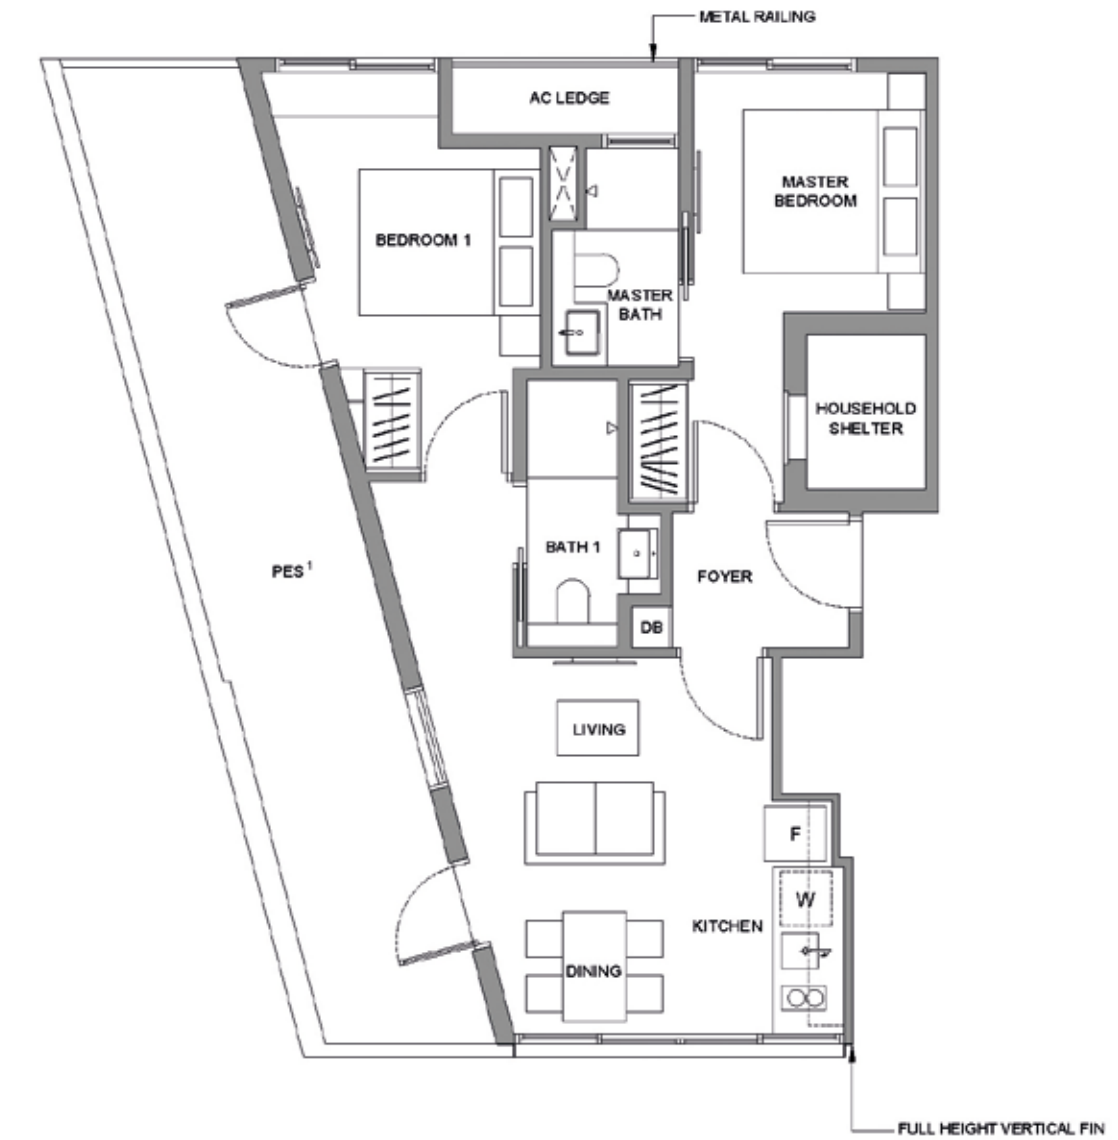 METAL RAILING
AC LEDGE
MASTER
BEDROOM
BEDROOM 1
MASTER
BATH
HOUSEHOLD
SHELTER
BATH 1
PES¹
FOYER
DB
LIVING
F
W
KITCHEN
DINING
FULL HEIGHT VERTICAL FIN